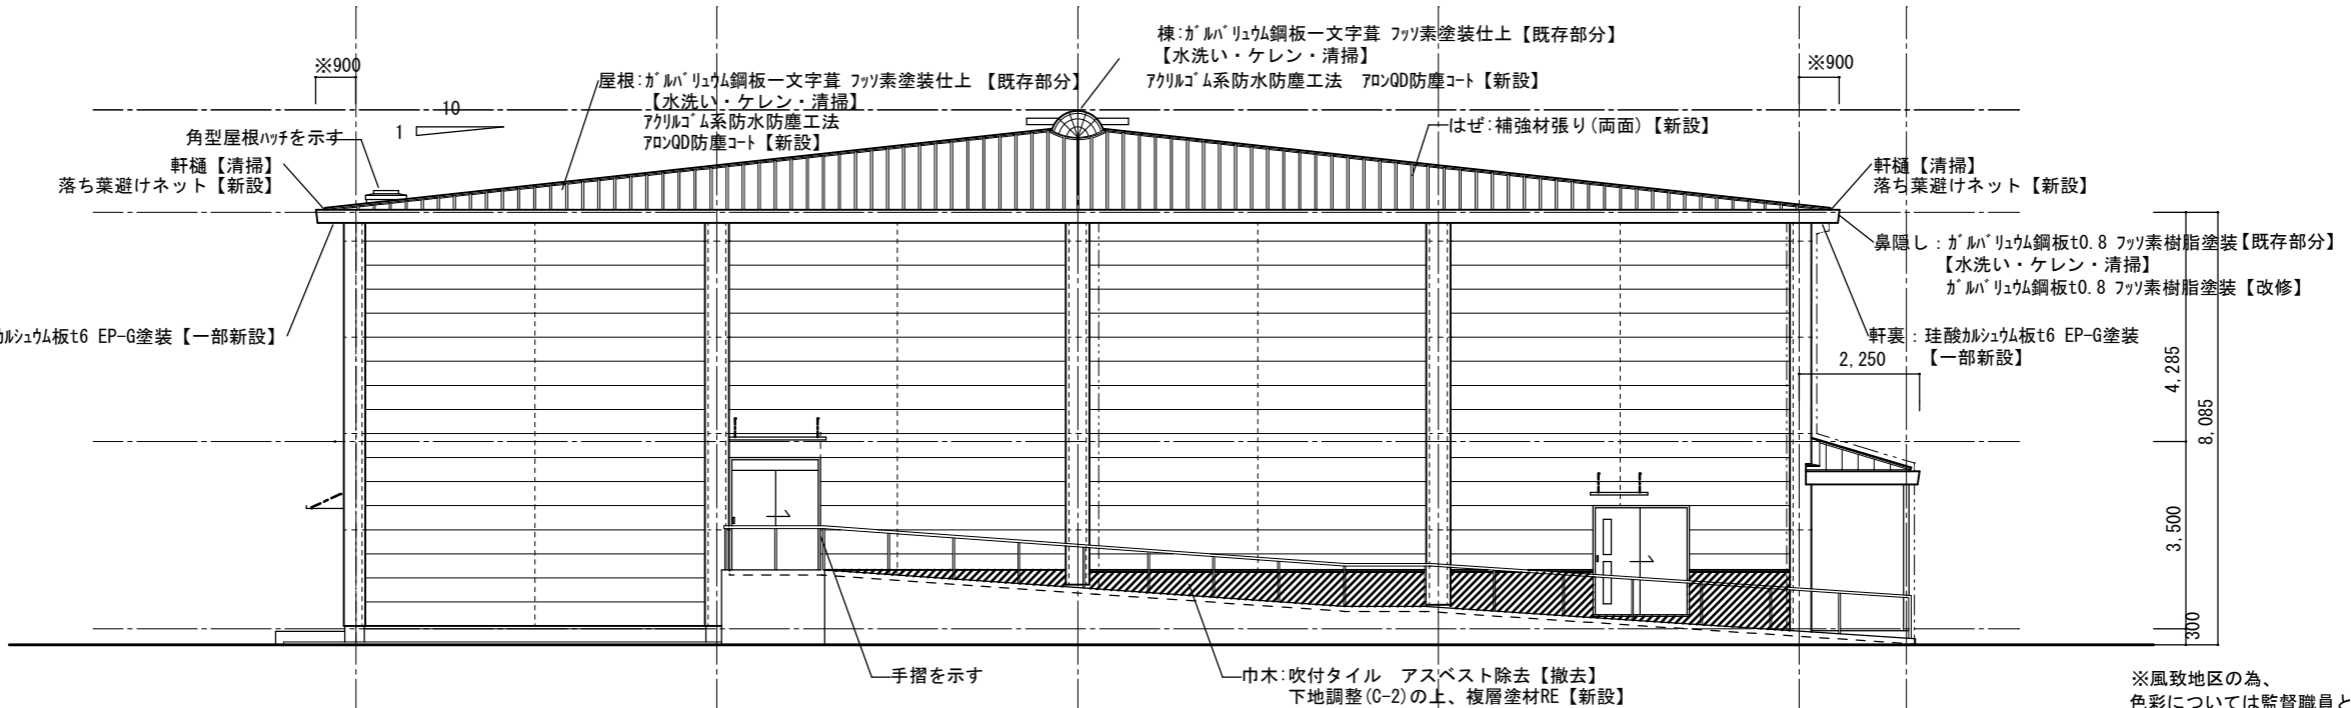 棟:ｶﾞﾙﾊﾞﾘｭｳﾑ鋼板一文字葺 ﾌｯｿ素塗装仕上【既存部分】
【水洗い・ケレン・清掃】
ｱｸﾘﾙｺﾞﾑ系防水防塵工法 ｱﾛﾝQD防塵ｺｰﾄ【新設】
※900
※900
屋根:ｶﾞﾙﾊﾞﾘｭｳﾑ鋼板一文字葺 ﾌｯｿ素塗装仕上 【既存部分】
【水洗い・ケレン・清掃】
ｱｸﾘﾙｺﾞﾑ系防水防塵工法
ｱﾛﾝQD防塵ｺｰﾄ【新設】
10
1
角型屋根ﾊｯﾁを示す
軒樋【清掃】
落ち葉避けネット【新設】
はぜ:補強材張り(両面)【新設】
軒樋【清掃】
落ち葉避けネット【新設】
鼻隠し：ｶﾞﾙﾊﾞﾘｭｳﾑ鋼板t0.8 ﾌｯｿ素樹脂塗装【既存部分】
【水洗い・ケレン・清掃】
ｶﾞﾙﾊﾞﾘｭｳﾑ鋼板t0.8 ﾌｯｿ素樹脂塗装【改修】
ｶﾙｼｭｳﾑ板t6 EP-G塗装【一部新設】
軒裏：珪酸ｶﾙｼｭｳﾑ板t6 EP-G塗装
【一部新設】
2,250
4,285
8,085
3,500
300
手摺を示す
巾木:吹付タイル アスベスト除去【撤去】
下地調整(C-2)の上、複層塗材RE【新設】
※風致地区の為、
色彩については監督職員と